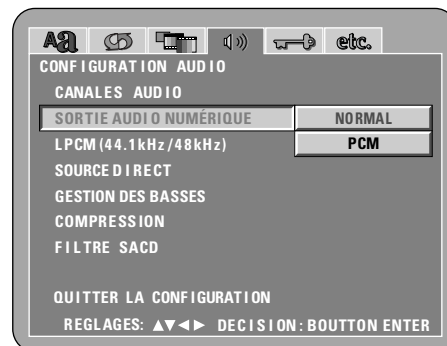 Aa etc.
CONFIGURATION AUDIO
CANALES AUDIO
SORTIE AUDIO NUMÉRIQUE NORMAL
LPCM (44.1kHz/48kHz) PCM
SOURCE DIRECT
GESTION DES BASSES
COMPRESSION
FILTRE SACD
QUITTER LA CONFIGURATION
REGLAGES: ▲▼◄► DECISION: BOUTTON ENTER